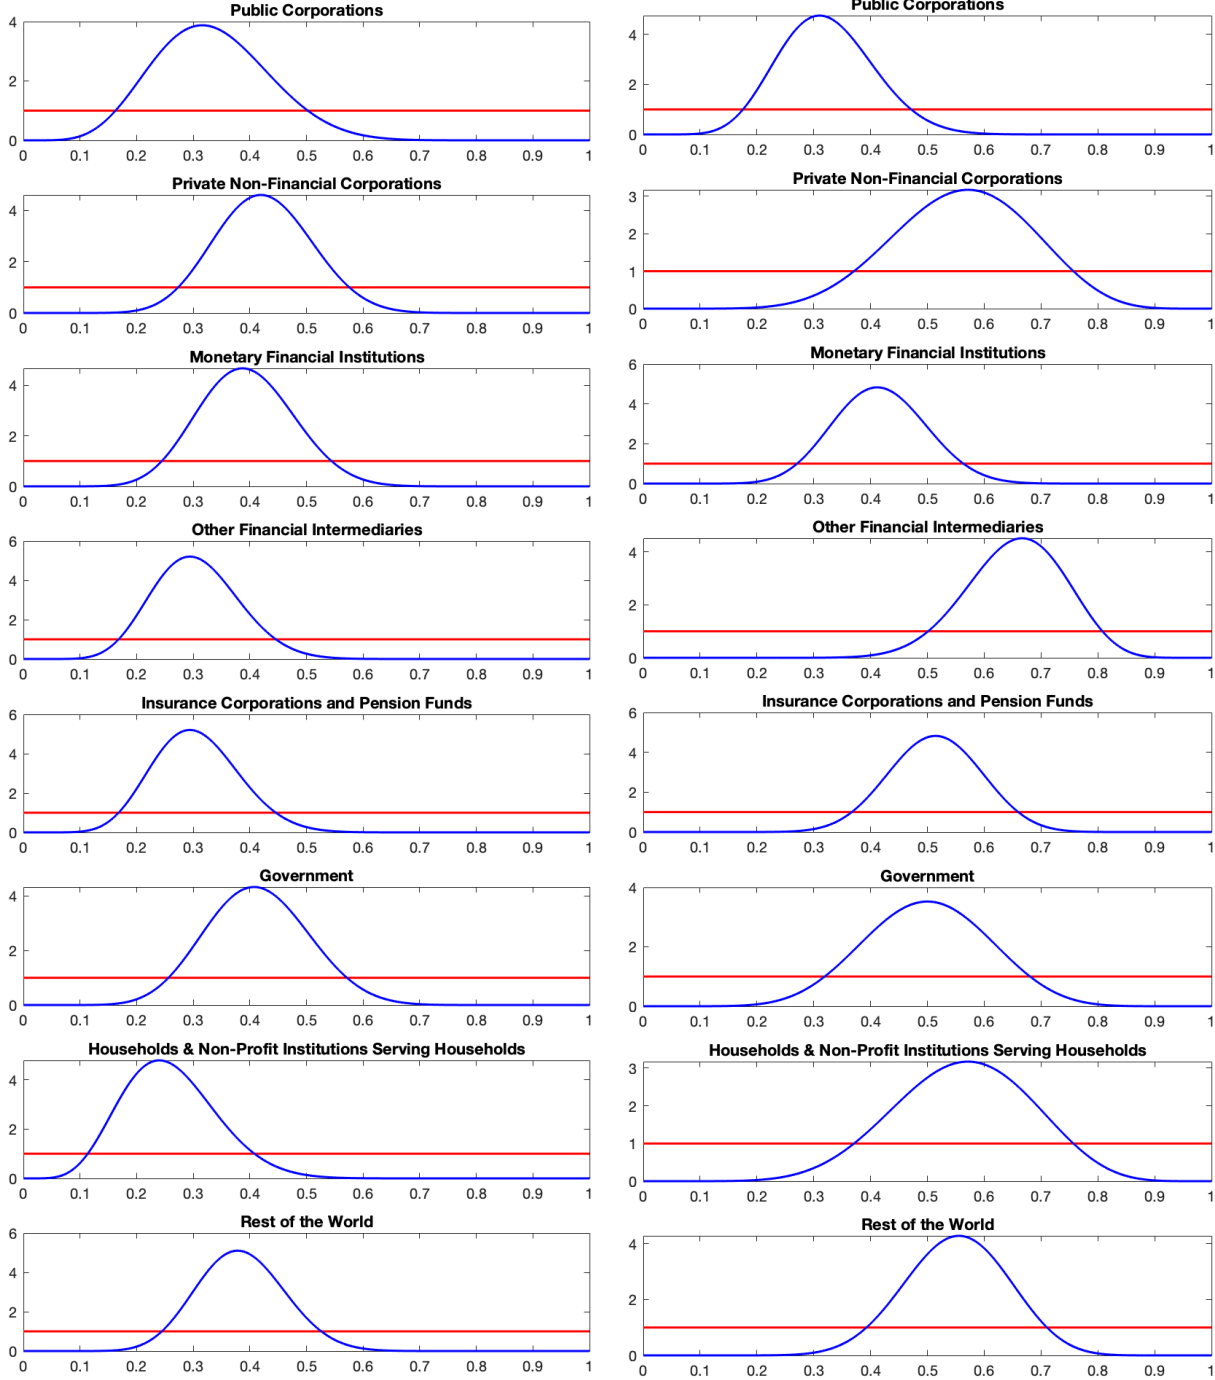 Public Corporations
4
2
0
0 0.1 0.2 0.3 0.4 0.5 0.6 0.7 0.8 0.9 1
Private Non-Financial Corporations
4
2
0
0 0.1 0.2 0.3 0.4 0.5 0.6 0.7 0.8 0.9 1
Monetary Financial Institutions
4
2
0
0 0.1 0.2 0.3 0.4 0.5 0.6 0.7 0.8 0.9 1
Other Financial Intermediaries
6
4
2
0
0 0.1 0.2 0.3 0.4 0.5 0.6 0.7 0.8 0.9 1
Insurance Corporations and Pension Funds
6
4
2
0
0 0.1 0.2 0.3 0.4 0.5 0.6 0.7 0.8 0.9 1
Government
4
2
0
0 0.1 0.2 0.3 0.4 0.5 0.6 0.7 0.8 0.9 1
Households & Non-Profit Institutions Serving Households
4
2
0
0 0.1 0.2 0.3 0.4 0.5 0.6 0.7 0.8 0.9 1
Rest of the World
6
4
2
0
0 0.1 0.2 0.3 0.4 0.5 0.6 0.7 0.8 0.9 1
Public Corporations
4
2
0
0 0.1 0.2 0.3 0.4 0.5 0.6 0.7 0.8 0.9 1
Private Non-Financial Corporations
3
2
1
0
0 0.1 0.2 0.3 0.4 0.5 0.6 0.7 0.8 0.9 1
Monetary Financial Institutions
6
4
2
0
0 0.1 0.2 0.3 0.4 0.5 0.6 0.7 0.8 0.9 1
Other Financial Intermediaries
4
2
0
0 0.1 0.2 0.3 0.4 0.5 0.6 0.7 0.8 0.9 1
Insurance Corporations and Pension Funds
6
4
2
0
0 0.1 0.2 0.3 0.4 0.5 0.6 0.7 0.8 0.9 1
Government
4
2
0
0 0.1 0.2 0.3 0.4 0.5 0.6 0.7 0.8 0.9 1
Households & Non-Profit Institutions Serving Households
3
2
1
0
0 0.1 0.2 0.3 0.4 0.5 0.6 0.7 0.8 0.9 1
Rest of the World
4
2
0
0 0.1 0.2 0.3 0.4 0.5 0.6 0.7 0.8 0.9 1